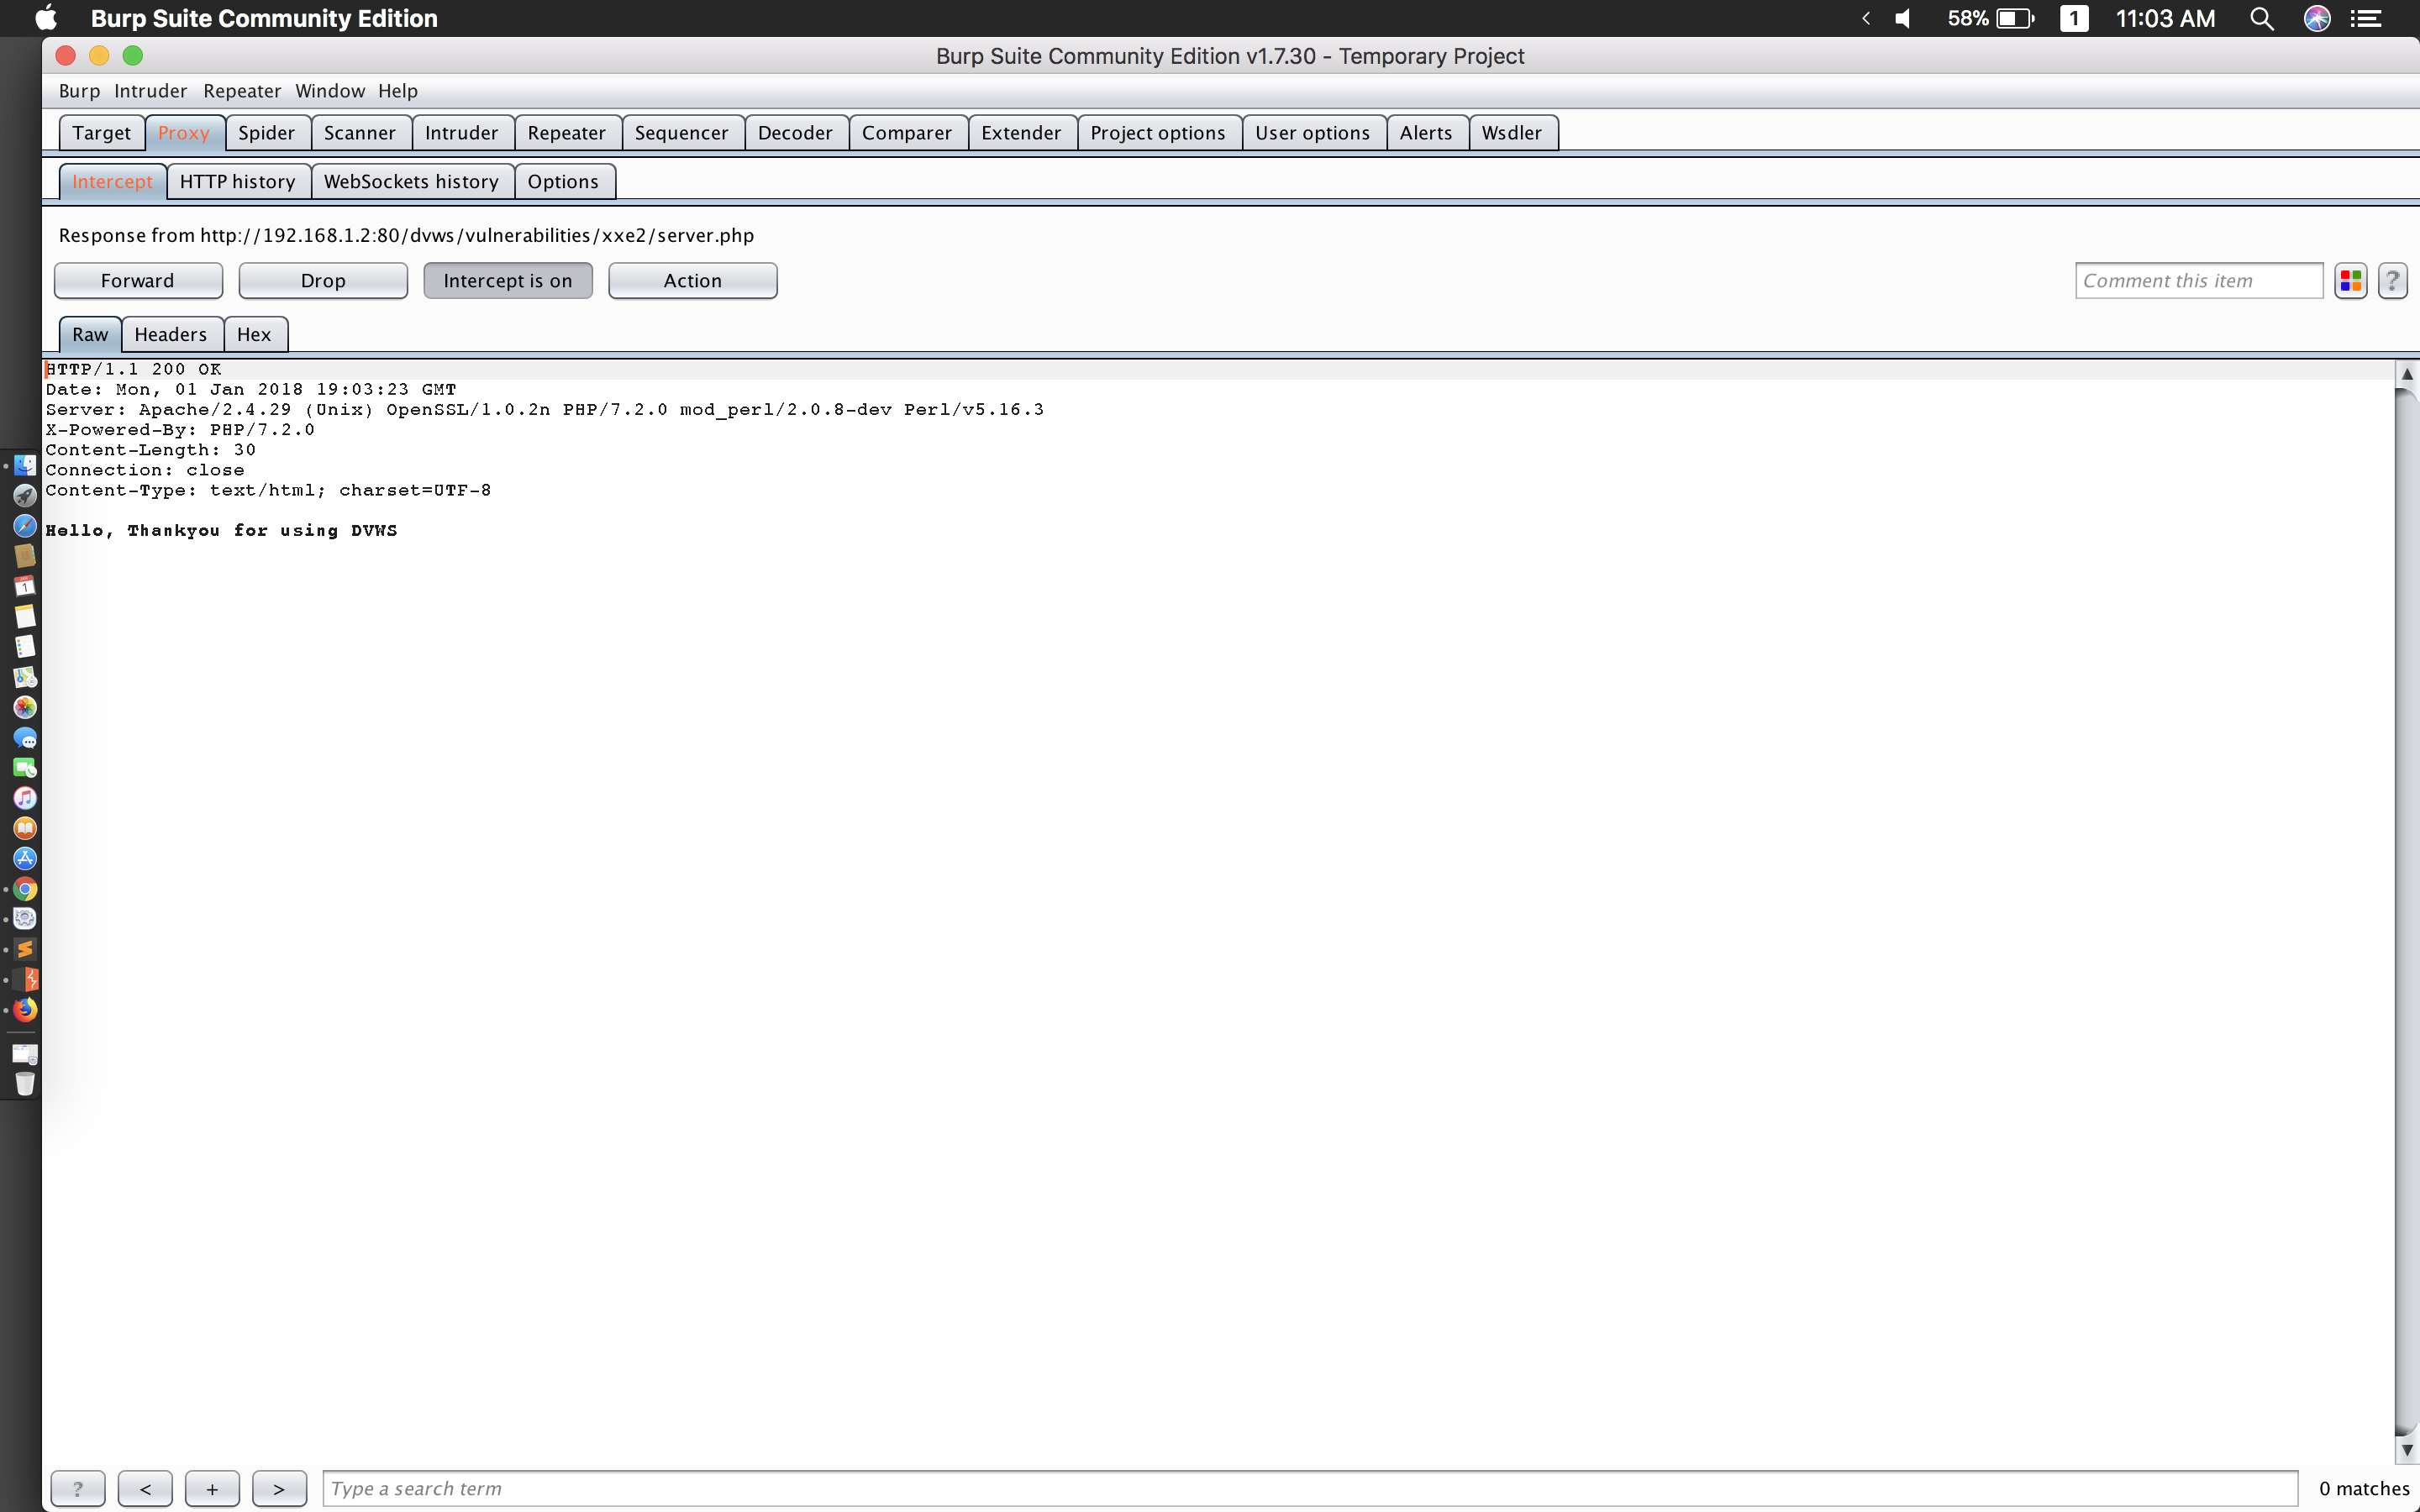 Burp Suite Community Edition
58% 1 11:03 AM
Burp Suite Community Edition v1.7.30 - Temporary Project
Burp Intruder Repeater Window Help
Target Proxy Spider Scanner Intruder Repeater Sequencer Decoder Comparer Extender Project options User options Alerts Wsdler
Intercept HTTP history WebSockets history Options
Response from http://192.168.1.2:80/dvws/vulnerabilities/xxe2/server.php
Forward Drop Intercept is on Action Comment this item ?
Raw Headers Hex
HTTP/1.1 200 OK
Date: Mon, 01 Jan 2018 19:03:23 GMT
Server: Apache/2.4.29 (Unix) OpenSSL/1.0.2n PHP/7.2.0 mod_perl/2.0.8-dev Perl/v5.16.3
X-Powered-By: PHP/7.2.0
Content-Length: 30
Connection: close
Content-Type: text/html; charset=UTF-8
Hello, Thankyou for using DVWS
? < + > Type a search term 0 matches